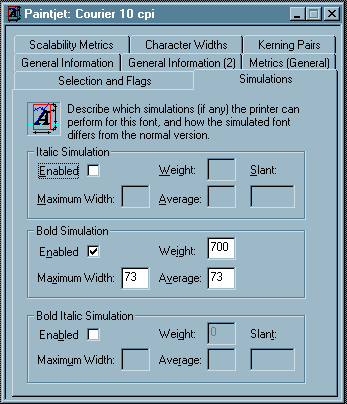 Paintjet: Courier 10 cpi
Scalability Metrics Character Widths Kerning Pairs
General Information General Information (2) Metrics (General)
Selection and Flags Simulations
Describe which simulations (if any) the printer can
perform for this font, and how the simulated font
differs from the normal version.
Italic Simulation
Enabled Weight: Slant:
Maximum Width: Average:
Bold Simulation
Enabled Weight: 700
Maximum Width: 73 Average: 73
Bold Italic Simulation
Enabled Weight: 0 Slant:
Maximum Width: Average: